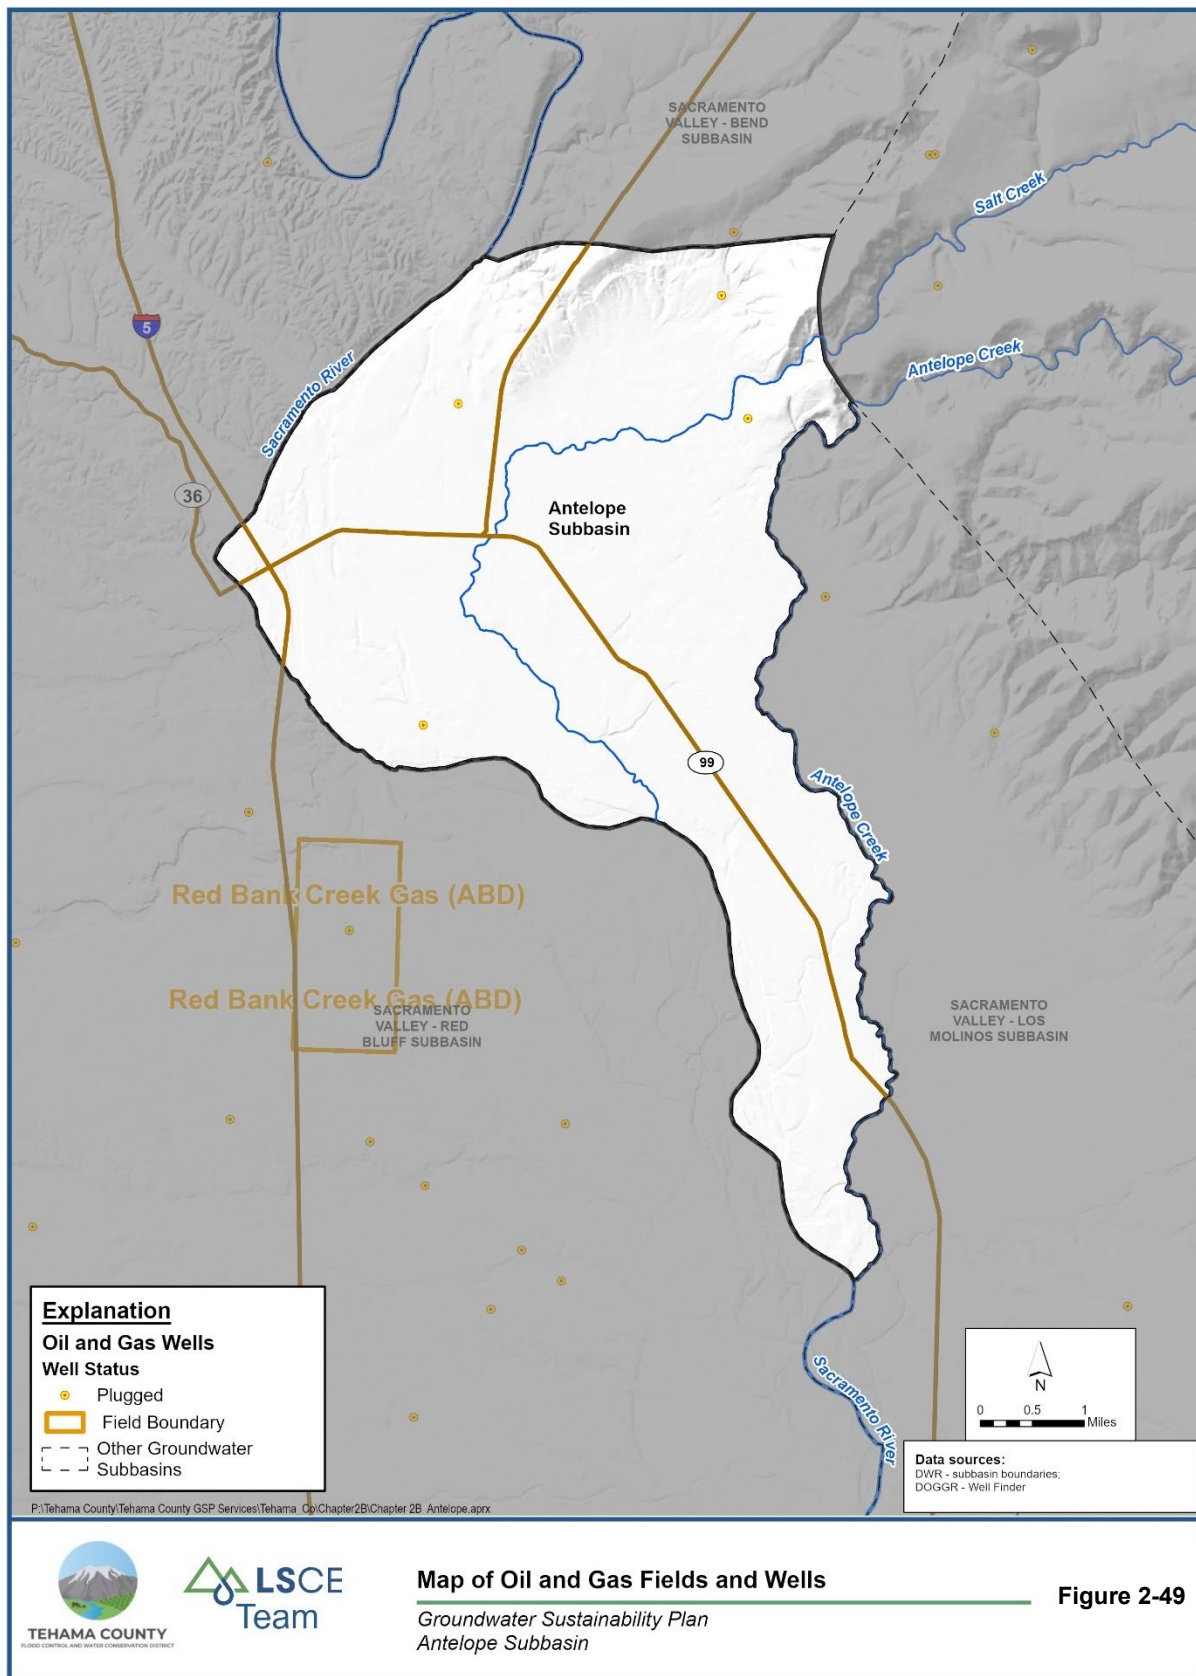 SACRAMENTO
VALLEY - BEND
SUBBASIN
Salt Creek
5
Antelope Creek
Sacramento River
36
Antelope
Subbasin
99
Antelope Creek
Red Bank Creek Gas (ABD)
Red Bank Creek Gas (ABD)
SACRAMENTO
VALLEY - RED
BLUFF SUBBASIN
SACRAMENTO
VALLEY - LOS
MOLINOS SUBBASIN
Sacramento River
Explanation
Oil and Gas Wells
Well Status
Plugged
Field Boundary
Other Groundwater
Subbasins
N
0 0.5 1
Miles
Data sources:
DWR - subbasin boundaries;
DOGGR - Well Finder
P:\Tehama County\Tehama County GSP Services\Tehama_Co\Chapter2B\Chapter 2B_Antelope.aprx
TEHAMA COUNTY
FLOOD CONTROL AND WATER CONSERVATION DISTRICT
LSCE
Team
Map of Oil and Gas Fields and Wells
Groundwater Sustainability Plan
Antelope Subbasin
Figure 2-49